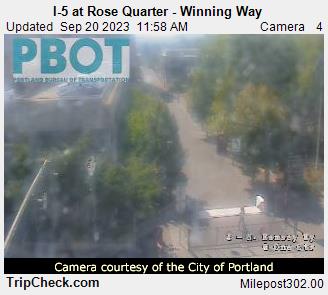 I-5 at Rose Quarter - Winning Way
Updated  Sep 20 2023  11:58 AM  Camera  4
PBOT
PORTLAND BUREAU OF TRANSPORTATION
Camera courtesy of the City of Portland
TripCheck.com  Milepost302.00